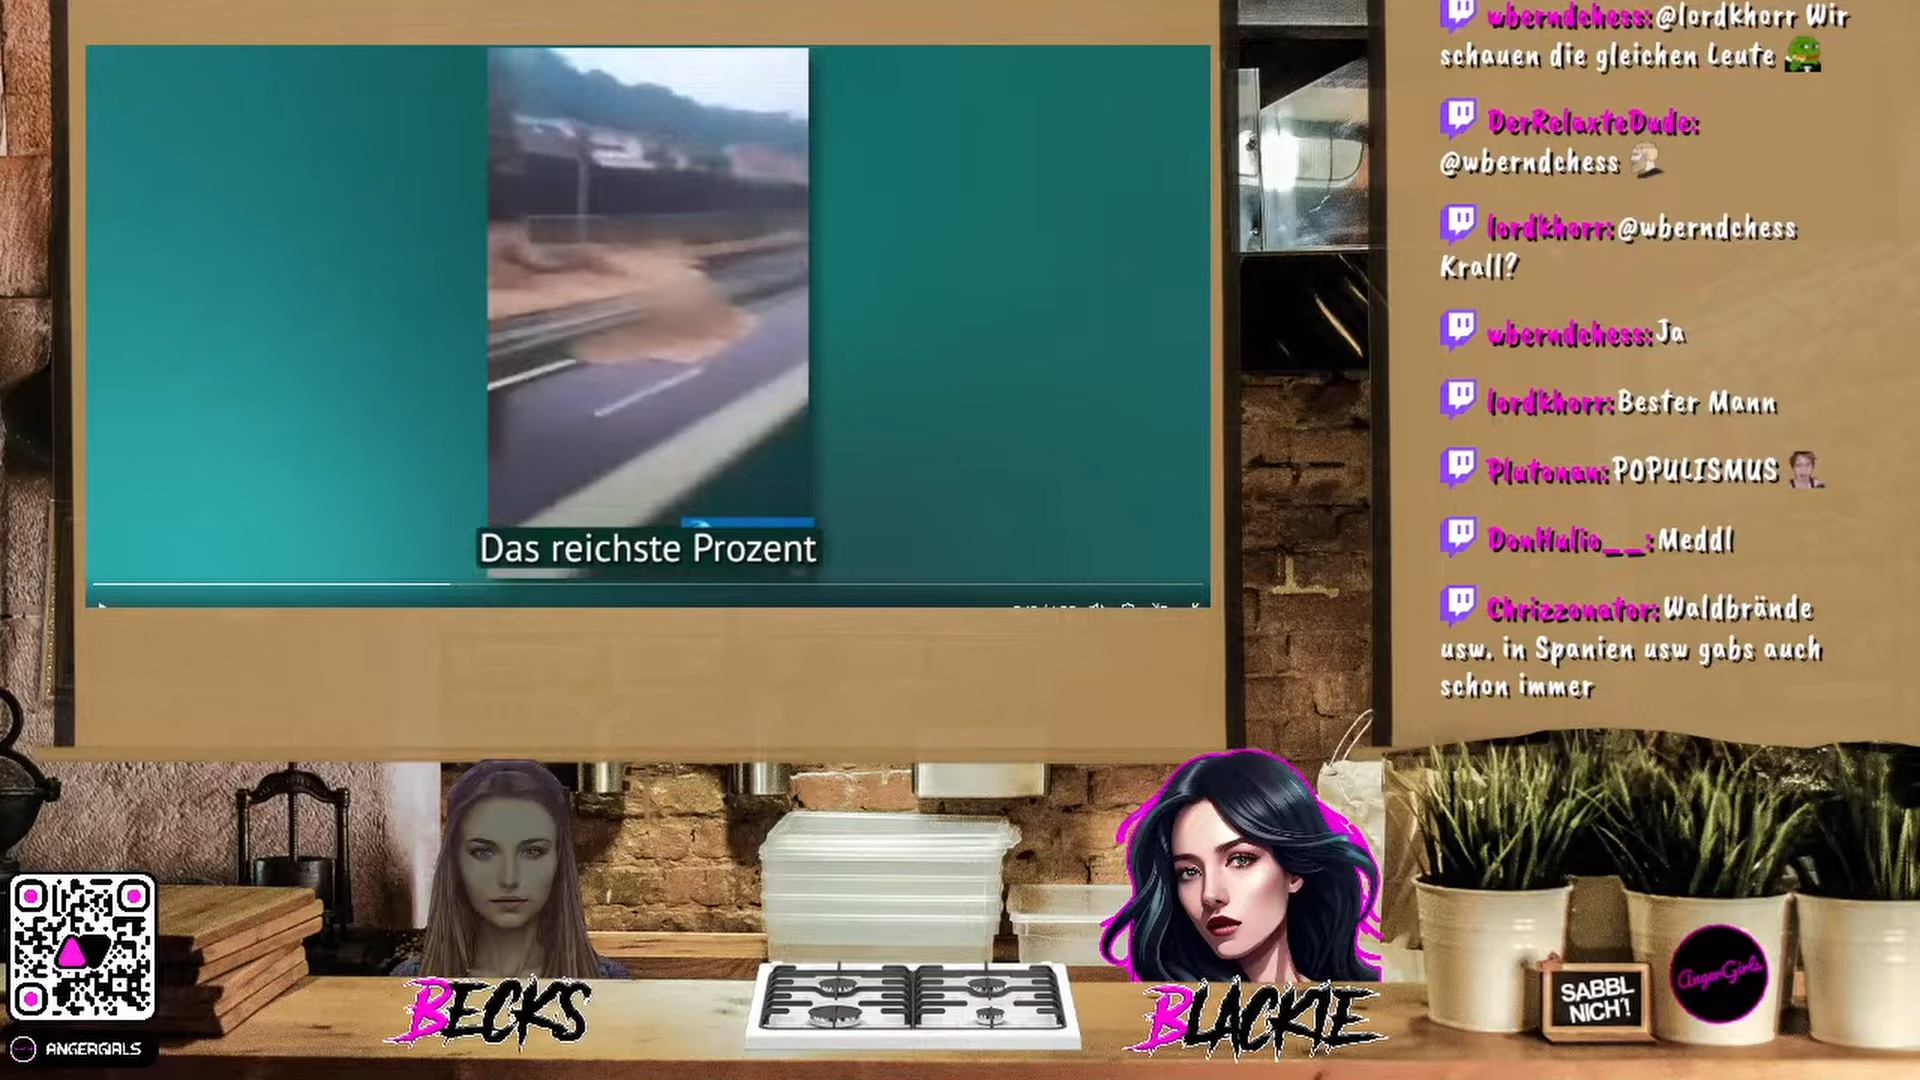 Das reichste Prozent
wberndchess: @lordkhorr Wir
schauen die gleichen Leute
DerRelaxteDude:
@wberndchess
lordkhorr: @wberndchess
Krall?
wberndchess: Ja
lordkhorr: Bester Mann
Plutonan: POPULISMUS
DonHulio__: Meddl
Chrizzonator: Waldbrände
usw. in Spanien usw gabs auch
schon immer
BECKS
BLACKIE
SABBL
NICH'!
AngerGirls
ANGERGIRLS